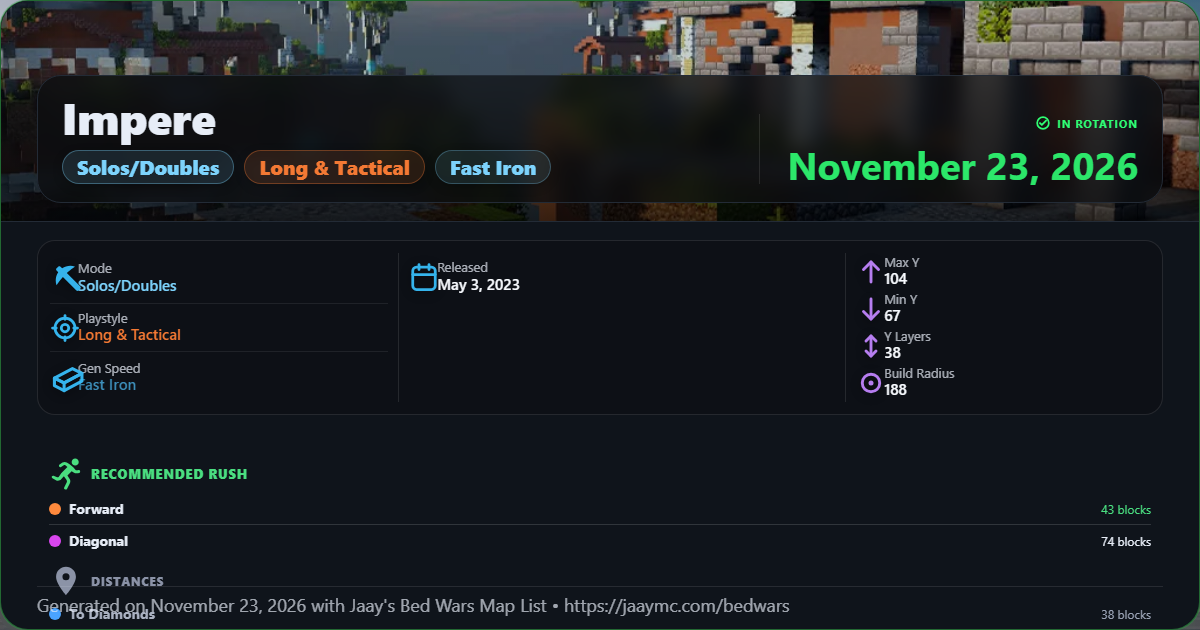 Impere
IN ROTATION
Solos/Doubles
Long & Tactical
Fast Iron
November 23, 2026
Mode
Solos/Doubles
Playstyle
Long & Tactical
Gen Speed
Fast Iron
Released
May 3, 2023
Max Y
104
Min Y
67
Y Layers
38
Build Radius
188
RECOMMENDED RUSH
Forward 43 blocks
Diagonal 74 blocks
DISTANCES
Generated on November 23, 2026 with Jaay's Bed Wars Map List • https://jaaymc.com/bedwars
To Diamonds 38 blocks